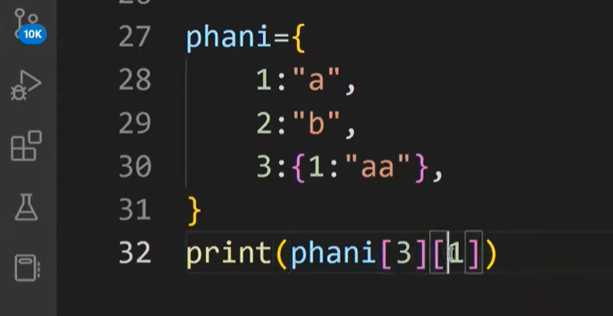 10K
27 phani={
28     1:"a",
29     2:"b",
30     3:{1:"aa"},
31 }
32 print(phani[3][1])